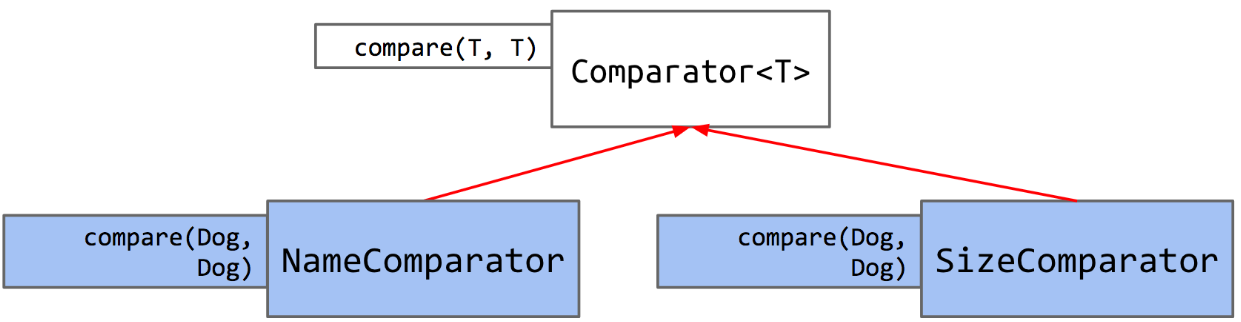 compare(T, T)
Comparator<T>
compare(Dog,
Dog)
NameComparator
compare(Dog,
Dog)
SizeComparator